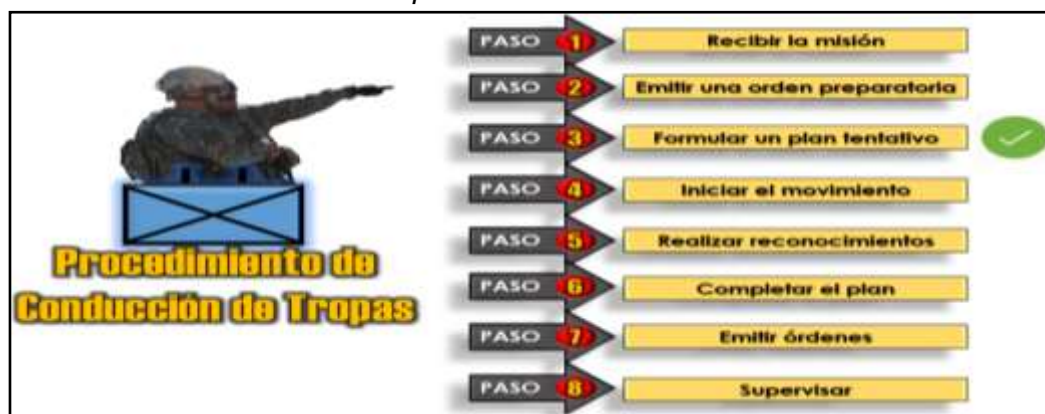 Procedimiento de
Conducción de Tropas
PASO 1 Recibir la misión
PASO 2 Emitir una orden preparatoria
PASO 3 Formular un plan tentativo
PASO 4 Iniciar el movimiento
PASO 5 Realizar reconocimientos
PASO 6 Completar el plan
PASO 7 Emitir órdenes
PASO 8 Supervisar